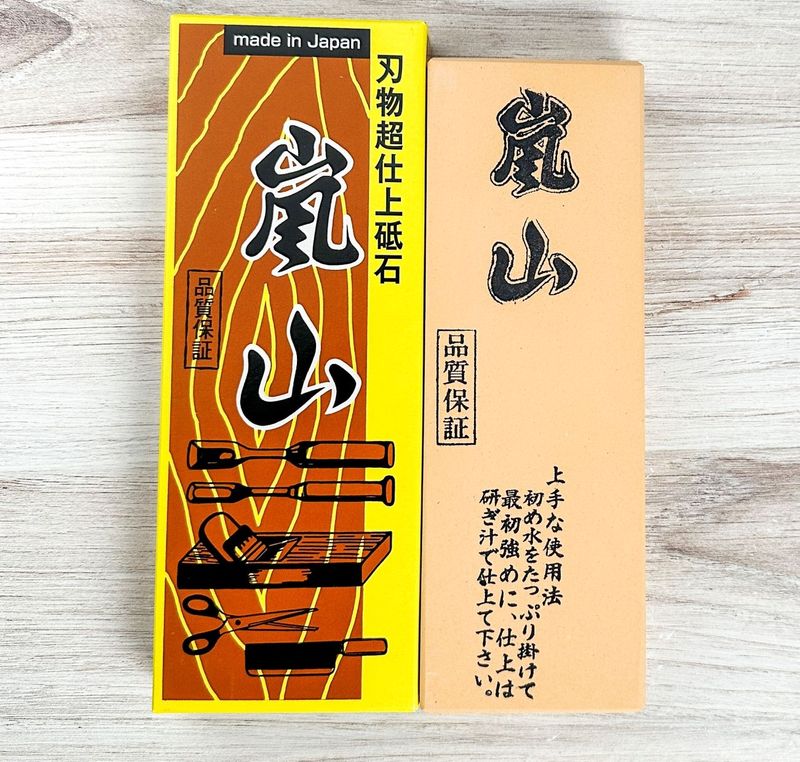 made in Japan
刃物超仕上砥石
嵐山
品質保証
嵐山
品質保証
上手な使用法
初め水をたっぷり掛けて
最初強めに、仕上は
研ぎ汁で仕上て下さい。